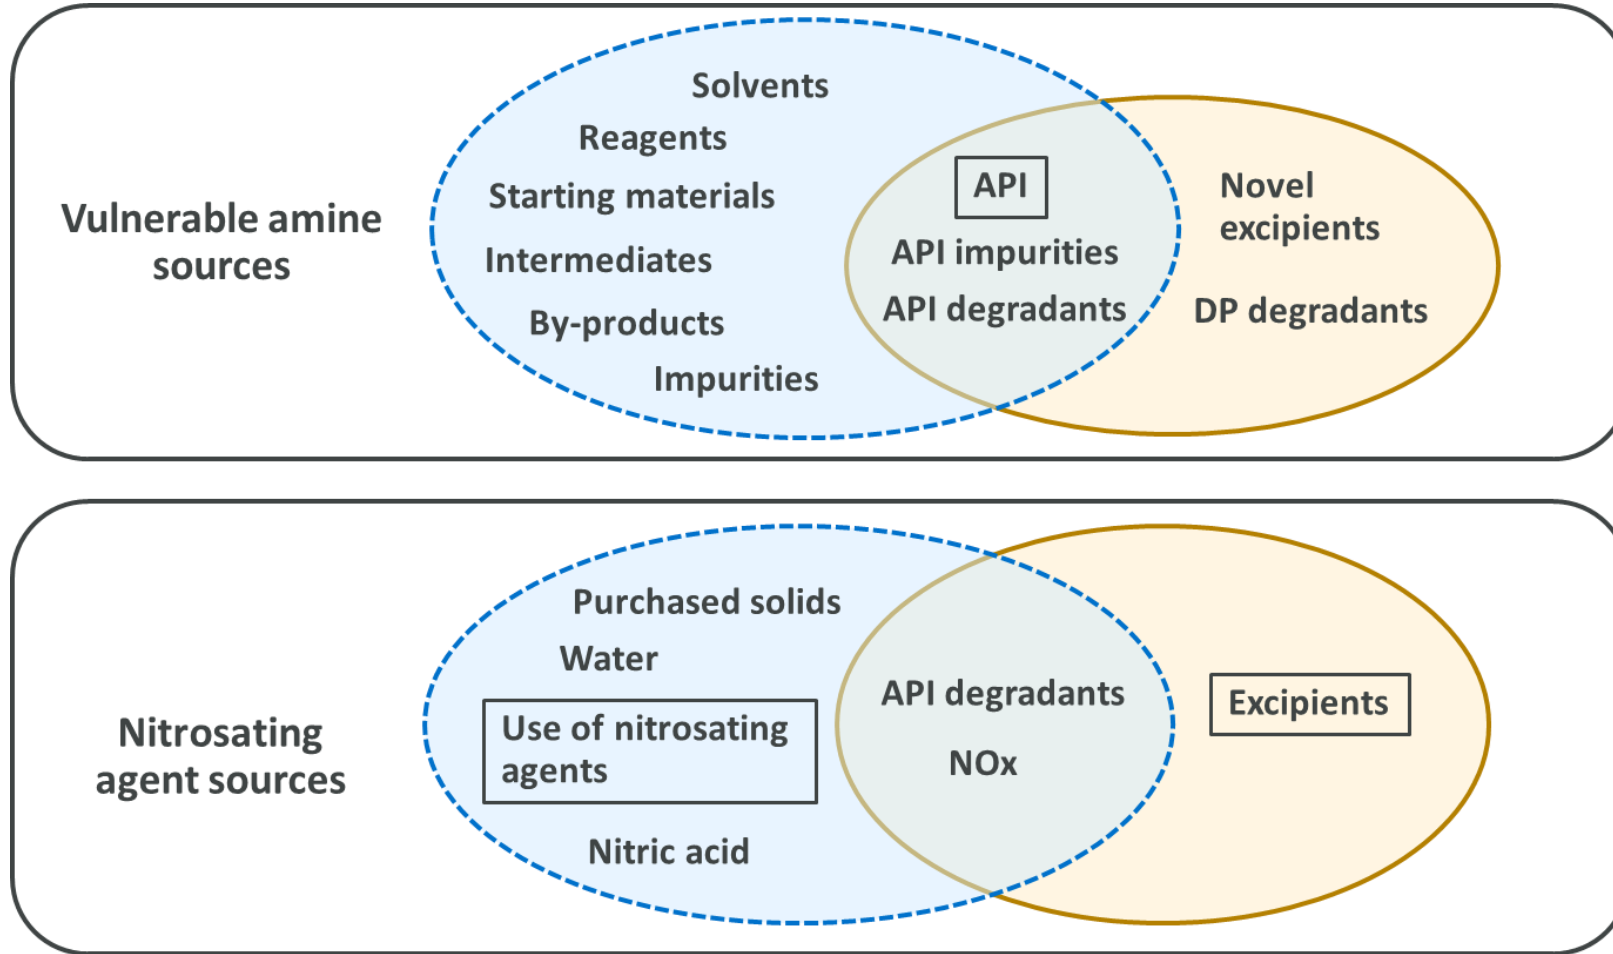 Vulnerable amine
sources
Solvents
Reagents
Starting materials
Intermediates
By-products
Impurities
API
API impurities
API degradants
Novel
excipients
DP degradants
Nitrosating
agent sources
Purchased solids
Water
Use of nitrosating
agents
Nitric acid
API degradants
NOx
Excipients